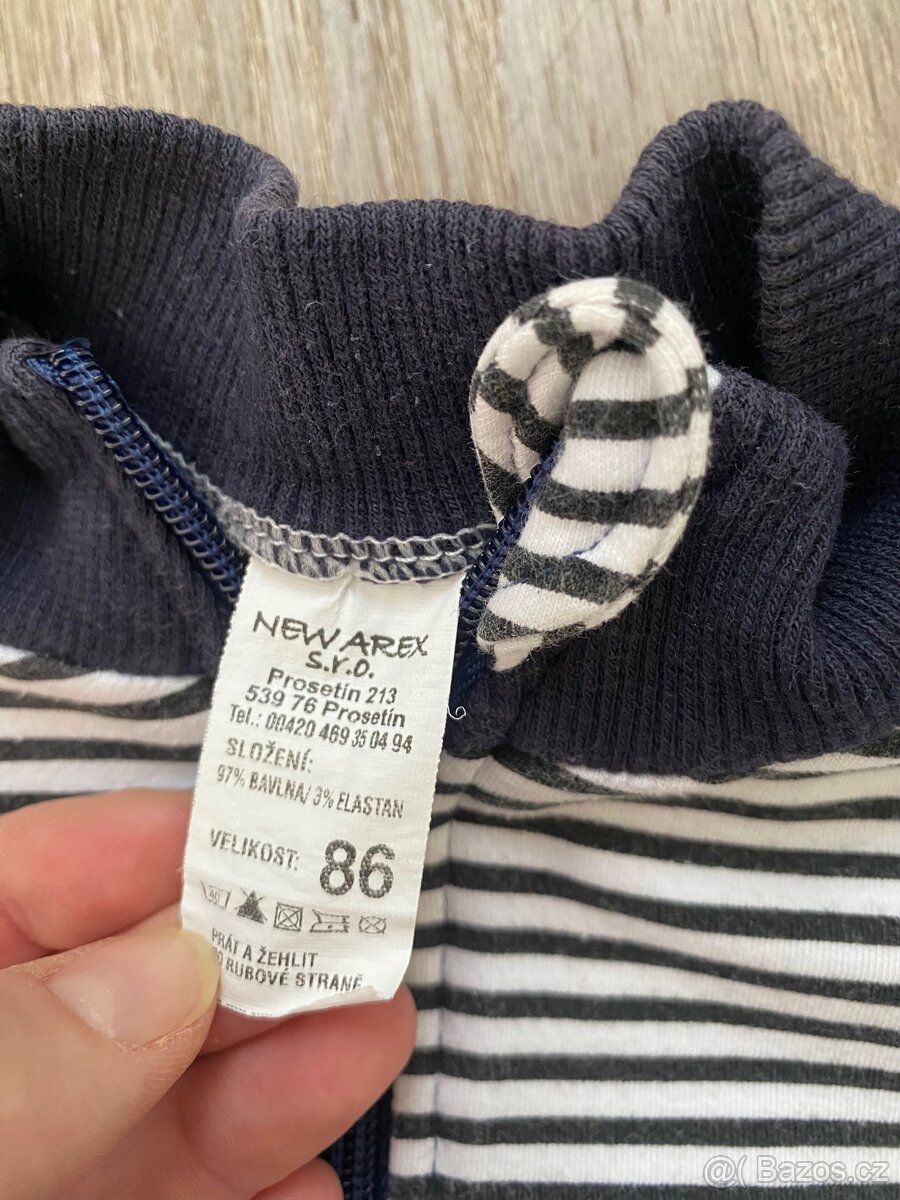 NEW AREX
s.r.o.
Prosetín 213
539 76 Prosetín
Tel.: 00420 469 35 04 94
SLOŽENÍ:
97% BAVLNA/ 3% ELASTAN
VELIKOST: 86
40
PRÁT A ŽEHLIT
RUBOVÉ STRANĚ
@( Bazos.cz